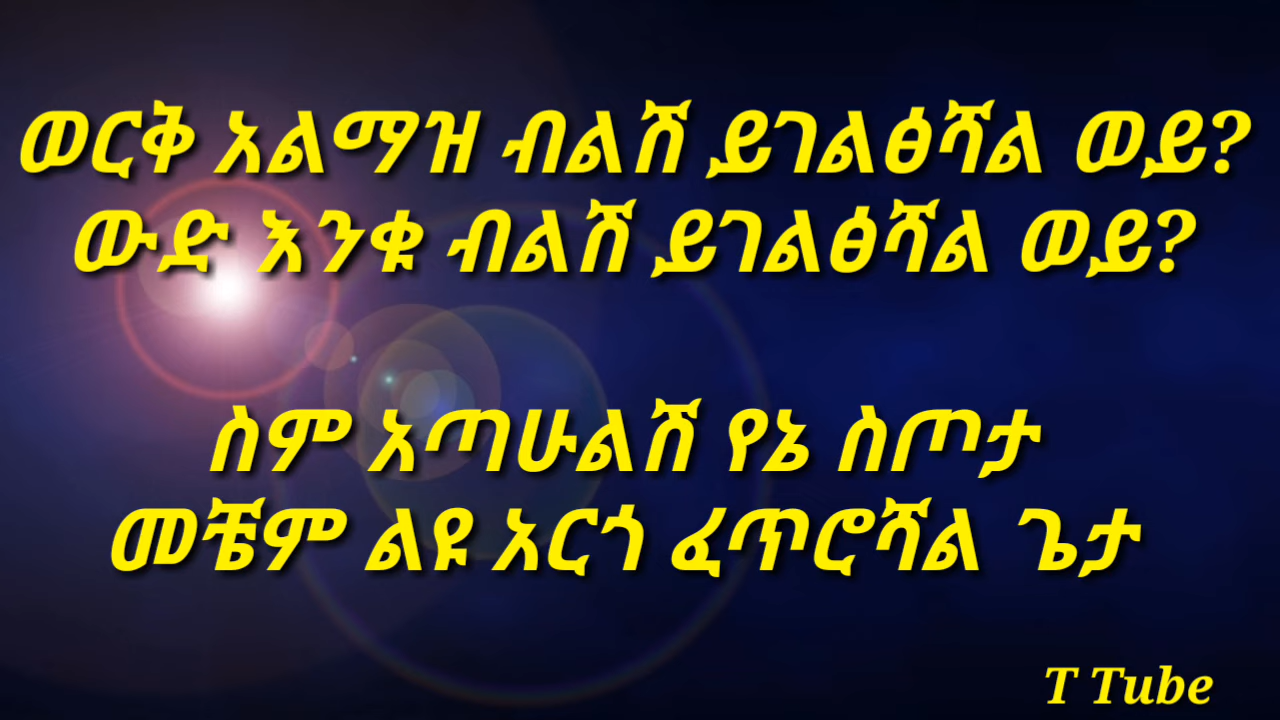 ወርቅ አልማዝ ብልሽ ይገልፅሻል ወይ?
ውድ እንቁ ብልሽ ይገልፅሻል ወይ?
ስም አጣሁልሽ የኔ ስጦታ
መቼም ልዩ አርጎ ፈጥሮሻል ጌታ
T Tube